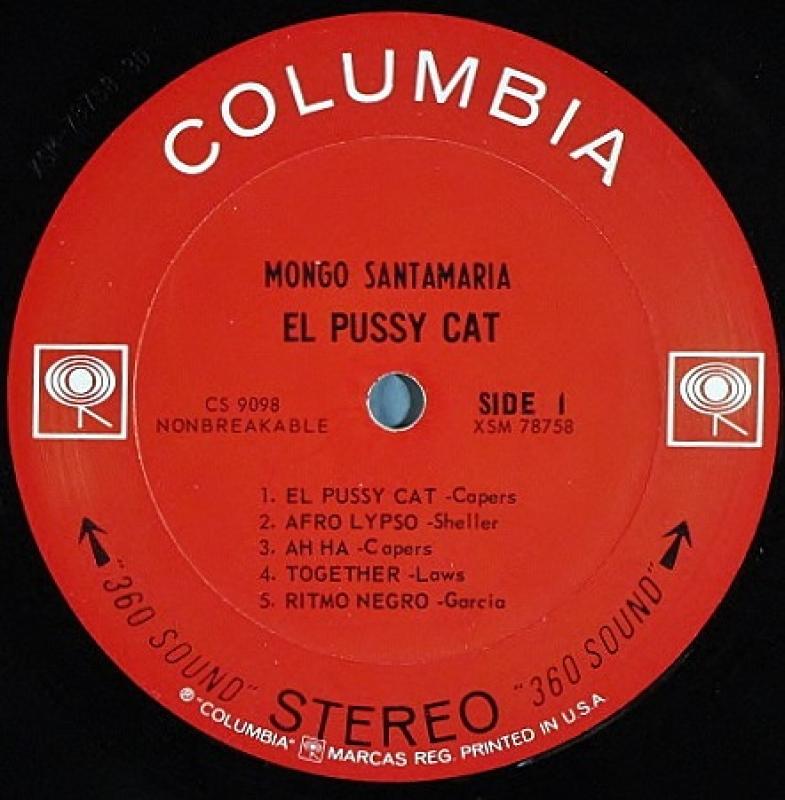 COLUMBIA
MONGO SANTAMARIA
EL PUSSY CAT
CS 9098
NONBREAKABLE
SIDE 1
XSM 78758
1. EL PUSSY CAT -Capers
2. AFRO LYPSO -Sheller
3. AH HA -Capers
4. TOGETHER -Laws
5. RITMO NEGRO -Garcia
"360 SOUND" STEREO "360 SOUND"
® "COLUMBIA" MARCAS REG. PRINTED IN U.S.A